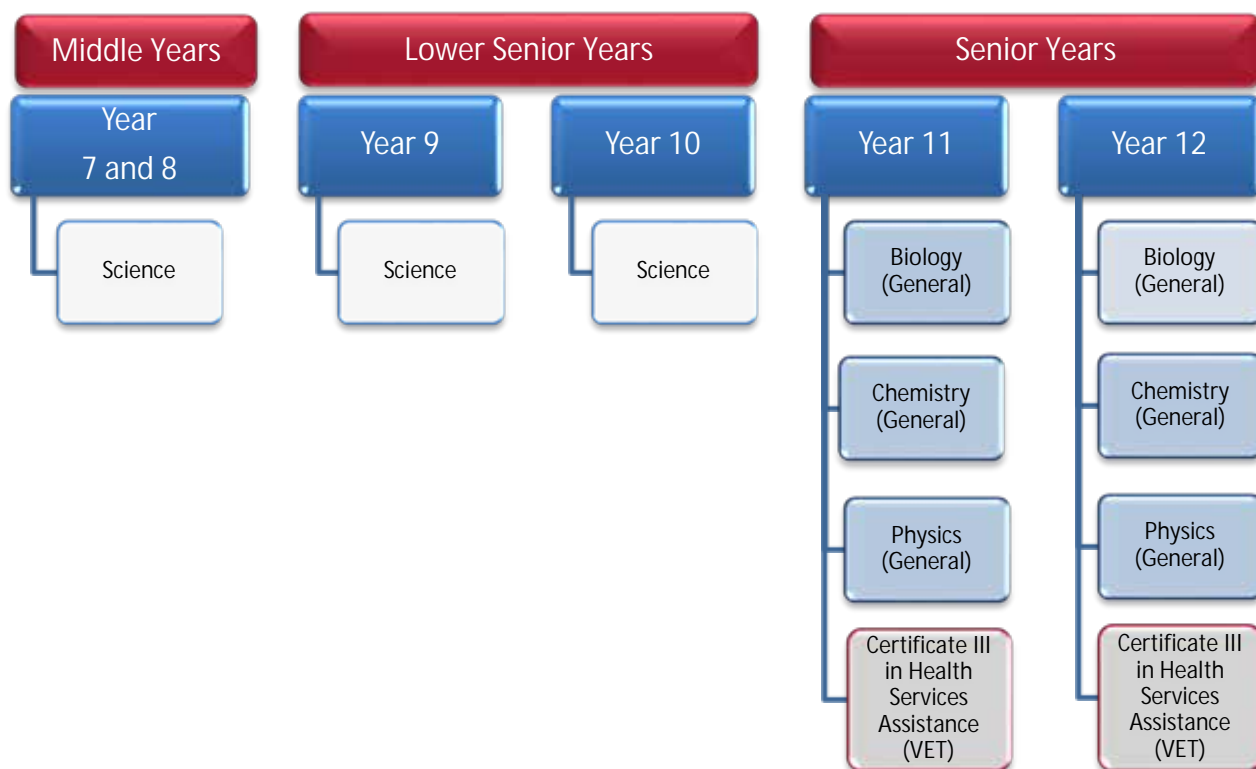 Middle Years
Lower Senior Years
Senior Years
Year
7 and 8
Year 9
Year 10
Year 11
Year 12
Science
Science
Science
Biology
(General)
Chemistry
(General)
Physics
(General)
Certificate III
in Health
Services
Assistance
(VET)
Biology
(General)
Chemistry
(General)
Physics
(General)
Certificate III
in Health
Services
Assistance
(VET)